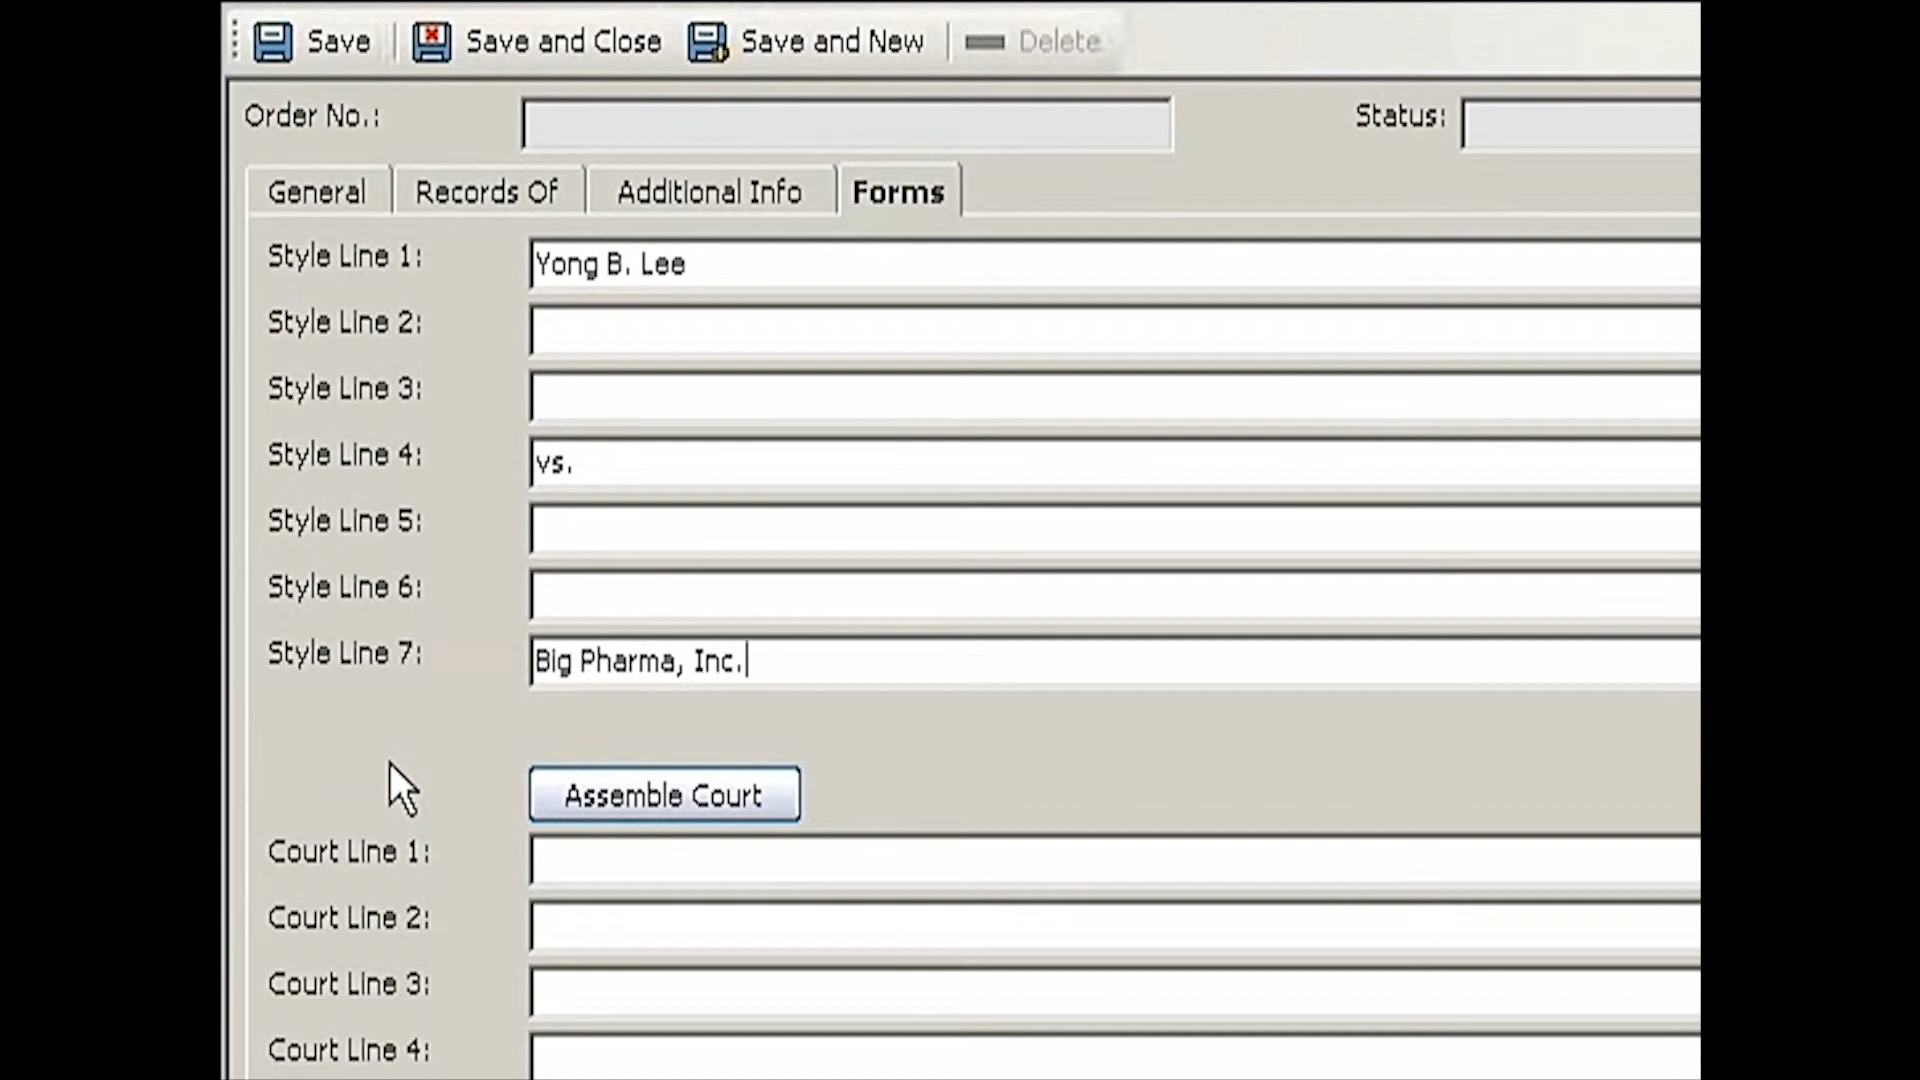 Save Save and Close Save and New Delete
Order No.: Status:
General Records Of Additional Info Forms
Style Line 1: Yong B. Lee
Style Line 2:
Style Line 3:
Style Line 4: vs.
Style Line 5:
Style Line 6:
Style Line 7: Big Pharma, Inc.
Assemble Court
Court Line 1:
Court Line 2:
Court Line 3:
Court Line 4: